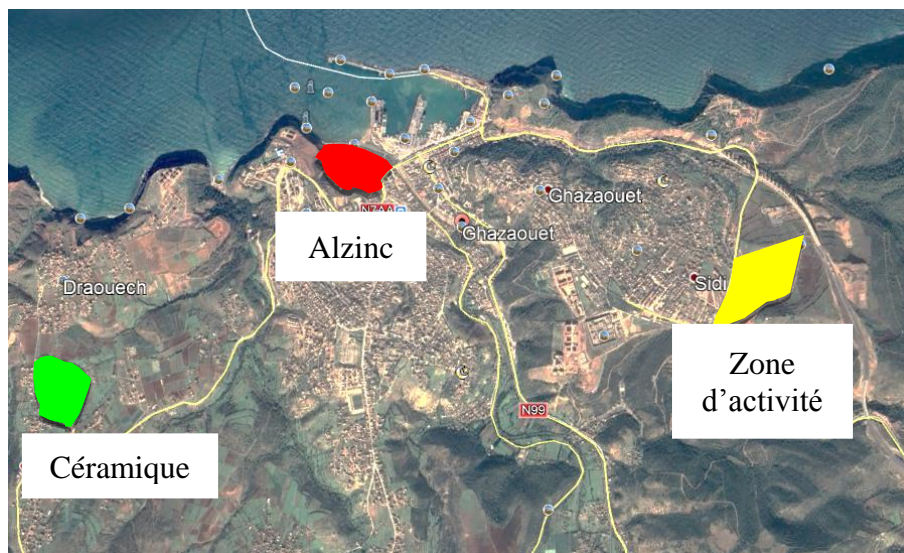 Ghazaouet
Alzinc
Ghazaouet
Draouech
Sidi
Zone
d'activité
N99
Céramique